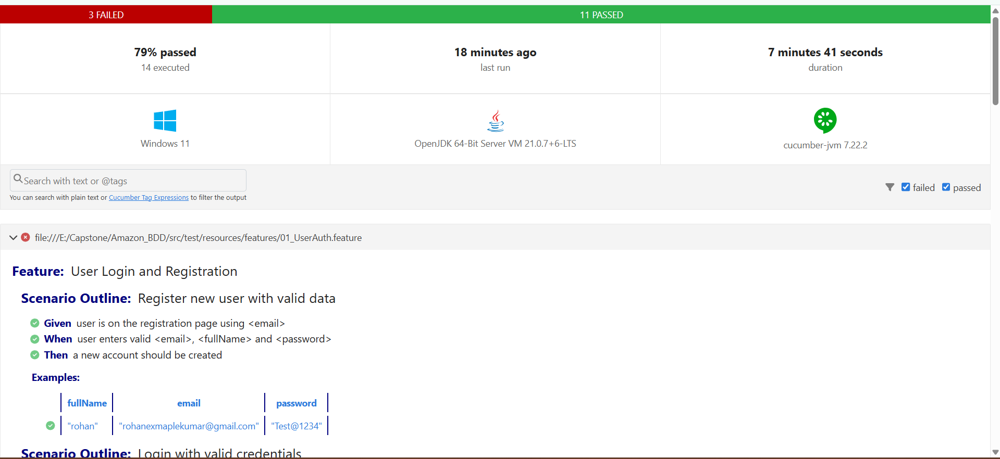 3 FAILED
11 PASSED
79% passed
14 executed
18 minutes ago
last run
7 minutes 41 seconds
duration
Windows 11
OpenJDK 64-Bit Server VM 21.0.7+6-LTS
cucumber-jvm 7.22.2
Search with text or @tags
You can search with plain text or Cucumber Tag Expressions to filter the output
failed
passed
file:///E:/Capstone/Amazon_BDD/src/test/resources/features/01_UserAuth.feature
Feature: User Login and Registration
Scenario Outline: Register new user with valid data
Given user is on the registration page using <email>
When user enters valid <email>, <fullName> and <password>
Then a new account should be created
Examples:
fullName email password
"rohan" "rohanexmaplekumar@gmail.com" "Test@1234"
Scenario Outline: Login with valid credentials